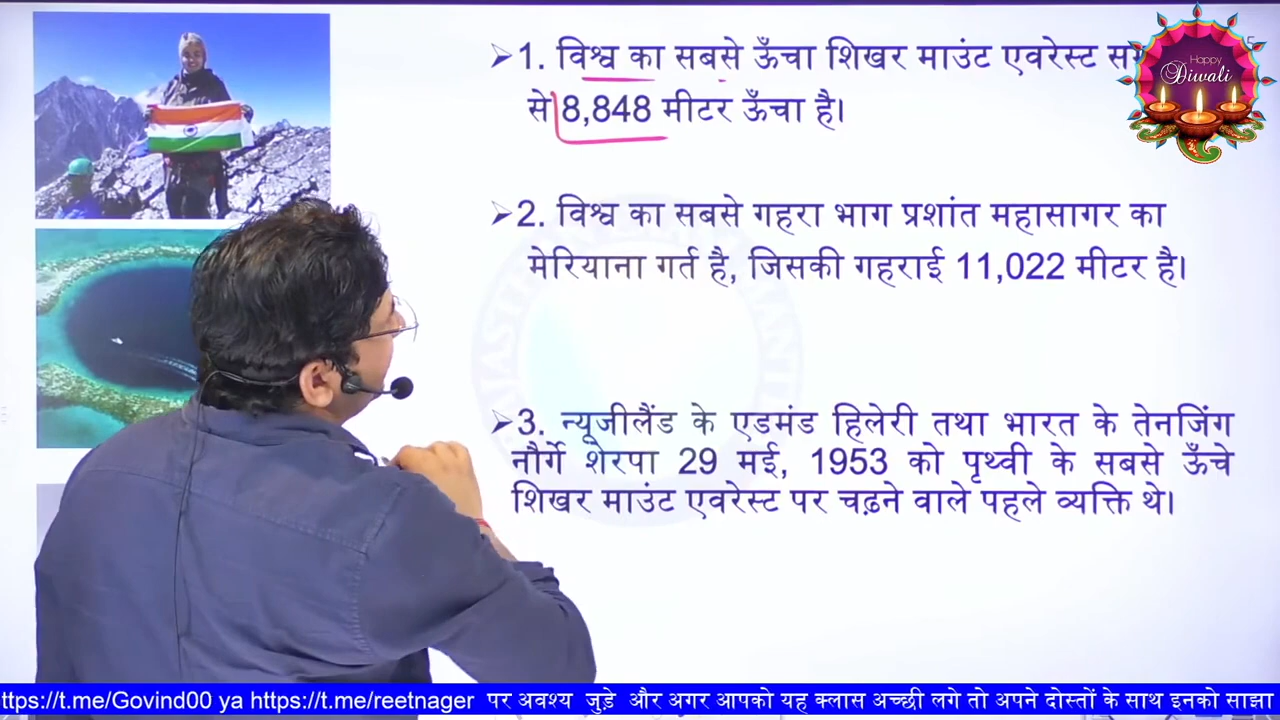 ➢1. विश्व का सबसे ऊँचा शिखर माउंट एवरेस्ट
से 8,848 मीटर ऊँचा है।
➢2. विश्व का सबसे गहरा भाग प्रशांत महासागर का
मेरियाना गर्त है, जिसकी गहराई 11,022 मीटर है।
➢3. न्यूजीलैंड के एडमंड हिलेरी तथा भारत के तेनजिंग
नौर्गे शेरपा 29 मई, 1953 को पृथ्वी के सबसे ऊँचे
शिखर माउंट एवरेस्ट पर चढ़ने वाले पहले व्यक्ति थे।
Happy
Diwali
ttps://t.me/Govind00 ya https://t.me/reetnager पर अवश्य जुड़े और अगर आपको यह क्लास अच्छी लगे तो अपने दोस्तों के साथ इनको साझा